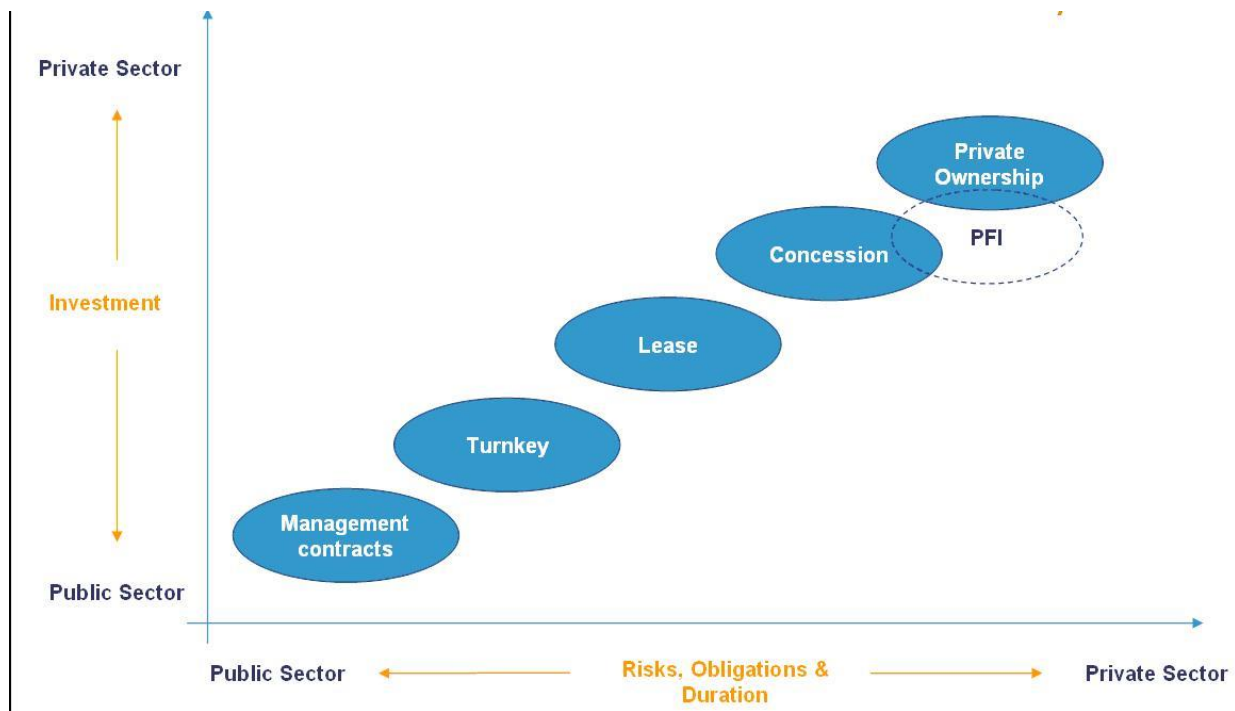 Private Sector
Private
Ownership
PFI
Concession
Investment
Lease
Turnkey
Management
contracts
Public Sector
Public Sector
Risks, Obligations &
Duration
Private Sector